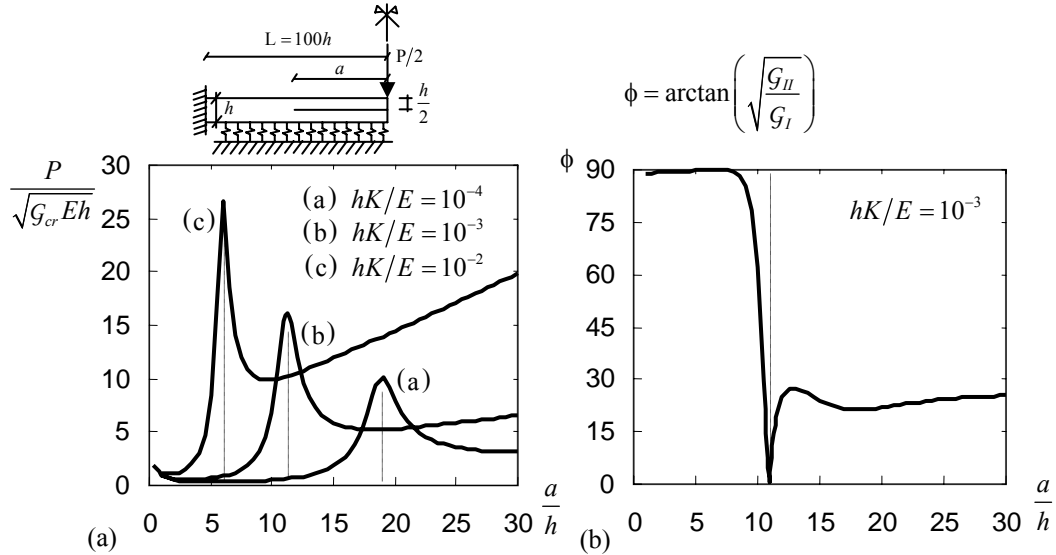 L = 100h
P/2
a
h
h/2
ϕ = arctan(√(G_II/G_I))
P/√(G_cr Eh)
30
25
20
15
10
5
0
(c)
(b)
(a)
(a) hK/E = 10⁻⁴
(b) hK/E = 10⁻³
(c) hK/E = 10⁻²
0 5 10 15 20 25 30
a/h
(a)
ϕ
90
75
60
45
30
15
0
hK/E = 10⁻³
0 5 10 15 20 25 30
a/h
(b)